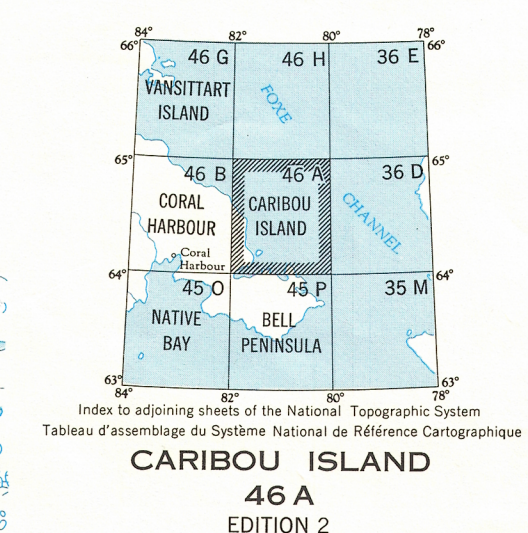 84° 82° 80° 78°
66° 66°
46 G 46 H 36 E
VANSITTART
ISLAND
FOXE
65° 65°
46 B 46 A 36 D
CORAL
HARBOUR
CARIBOU
ISLAND
CHANNEL
Coral
Harbour
64° 64°
45 O 45 P 35 M
NATIVE
BAY
BELL
PENINSULA
63° 63°
84° 82° 80° 78°
Index to adjoining sheets of the National Topographic System
Tableau d'assemblage du Système National de Référence Cartographique
CARIBOU ISLAND
46 A
EDITION 2